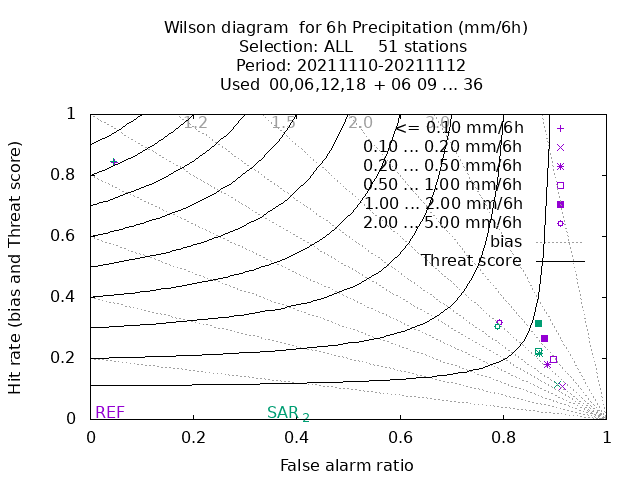 Wilson diagram  for 6h Precipitation (mm/6h)
Selection: ALL     51 stations
Period: 20211110-20211112
Used  00,06,12,18  + 06 09 ... 36
1.2 1.5 2.0 3.0
<= 0.10 mm/6h
0.10 ... 0.20 mm/6h
0.20 ... 0.50 mm/6h
0.50 ... 1.00 mm/6h
1.00 ... 2.00 mm/6h
2.00 ... 5.00 mm/6h
bias
Threat score
Hit rate (bias and Threat score)
1
0.8
0.6
0.4
0.2
0
REF SAR 2
0 0.2 0.4 0.6 0.8 1
False alarm ratio